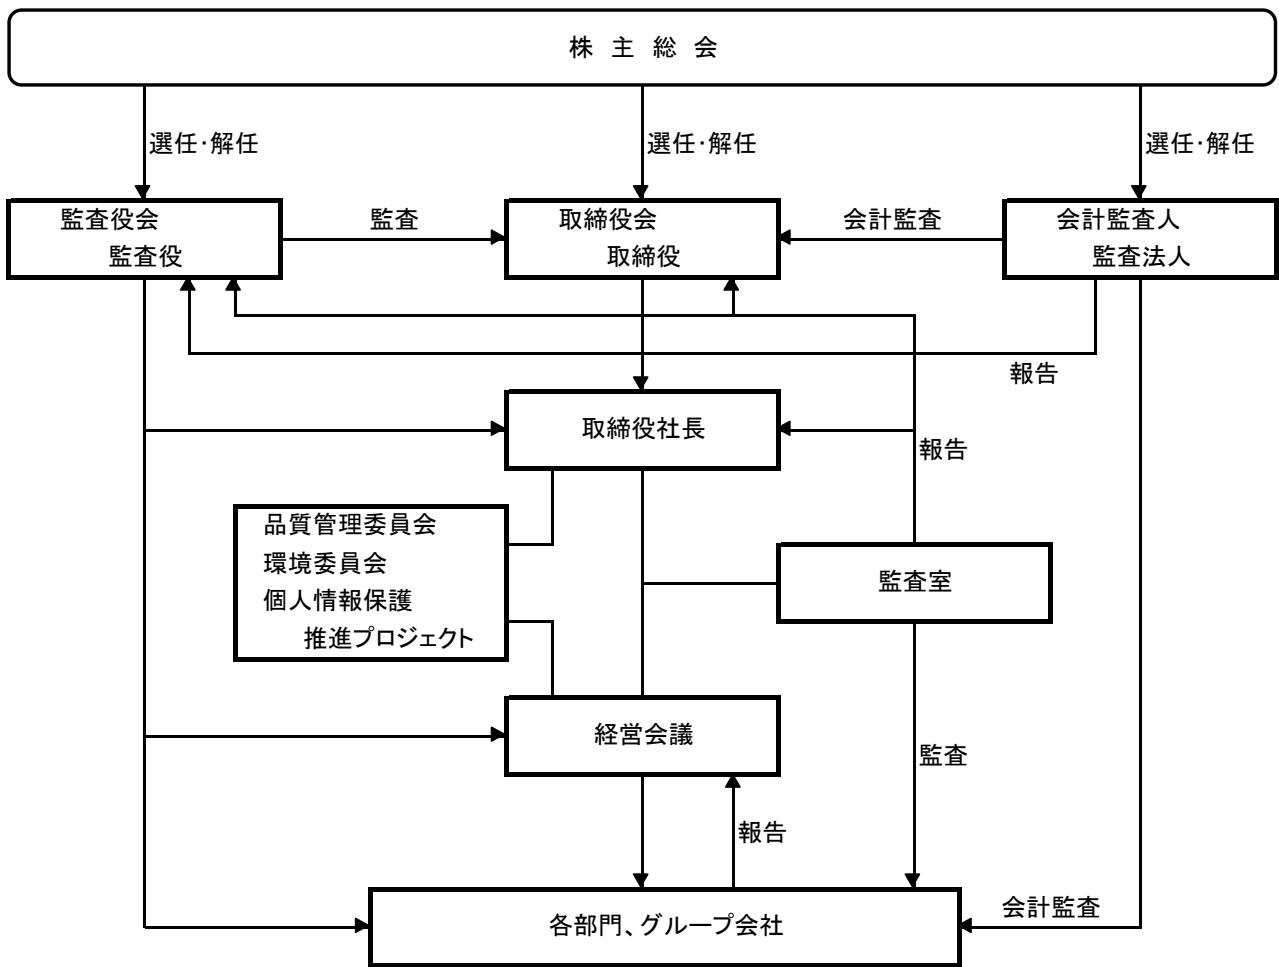 株 主 総 会
選任・解任
選任・解任
選任・解任
監査役会
監査役
監査
取締役会
取締役
会計監査
会計監査人
監査法人
報告
取締役社長
報告
品質管理委員会
環境委員会
個人情報保護
推進プロジェクト
監査室
経営会議
監査
報告
各部門、グループ会社
会計監査